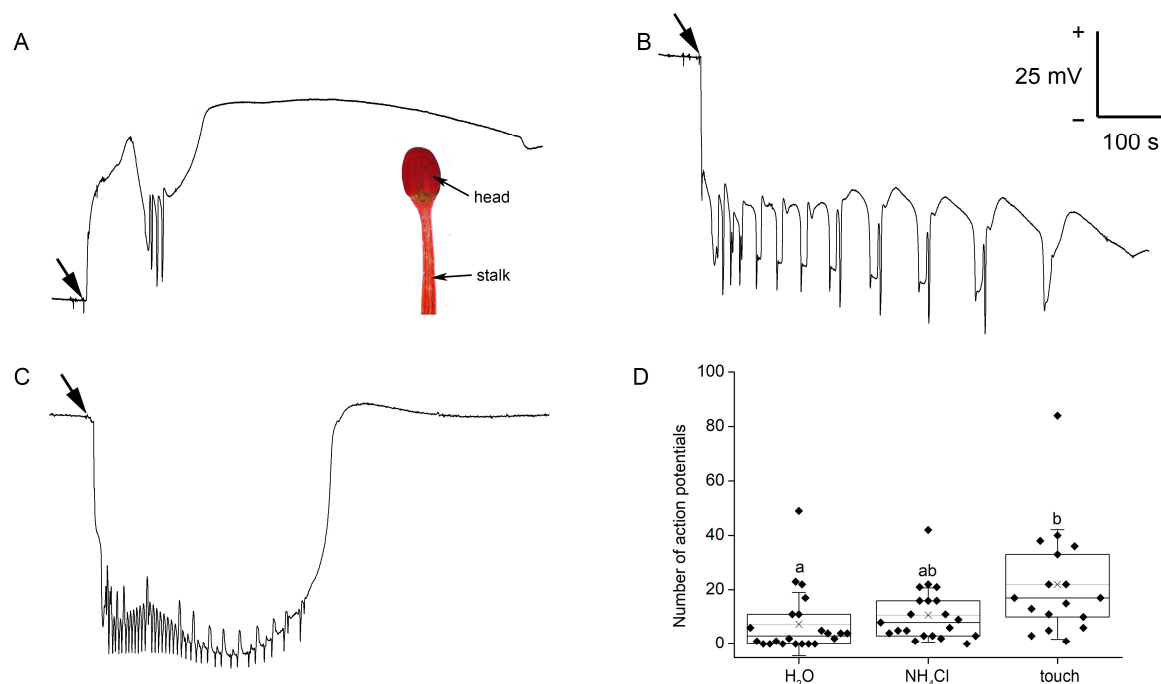 A
head
stalk
B
+
25 mV
−
100 s
C
D
Number of action potentials
100
80
60
40
20
0
a
ab
b
H₂O
NH₄Cl
touch